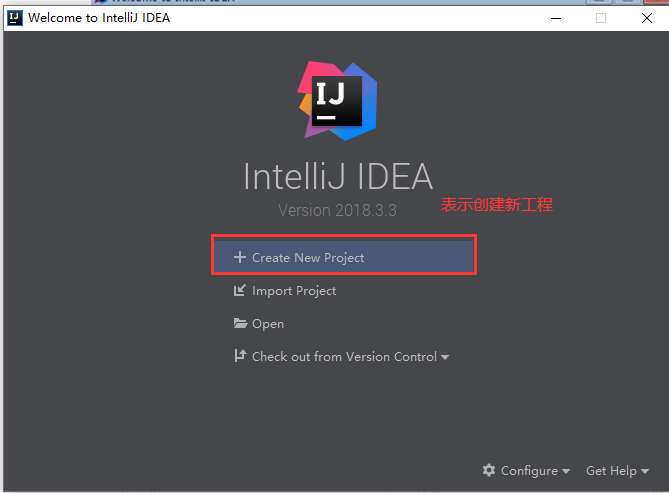 Welcome to IntelliJ IDEA
IJ
IntelliJ IDEA
Version 2018.3.3
表示创建新工程
Create New Project
Import Project
Open
Check out from Version Control
Configure
Get Help